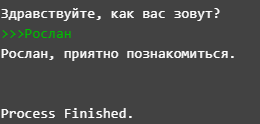 Здравствуйте, как вас зовут?
>>>Рослан
Рослан, приятно познакомиться.
Process Finished.